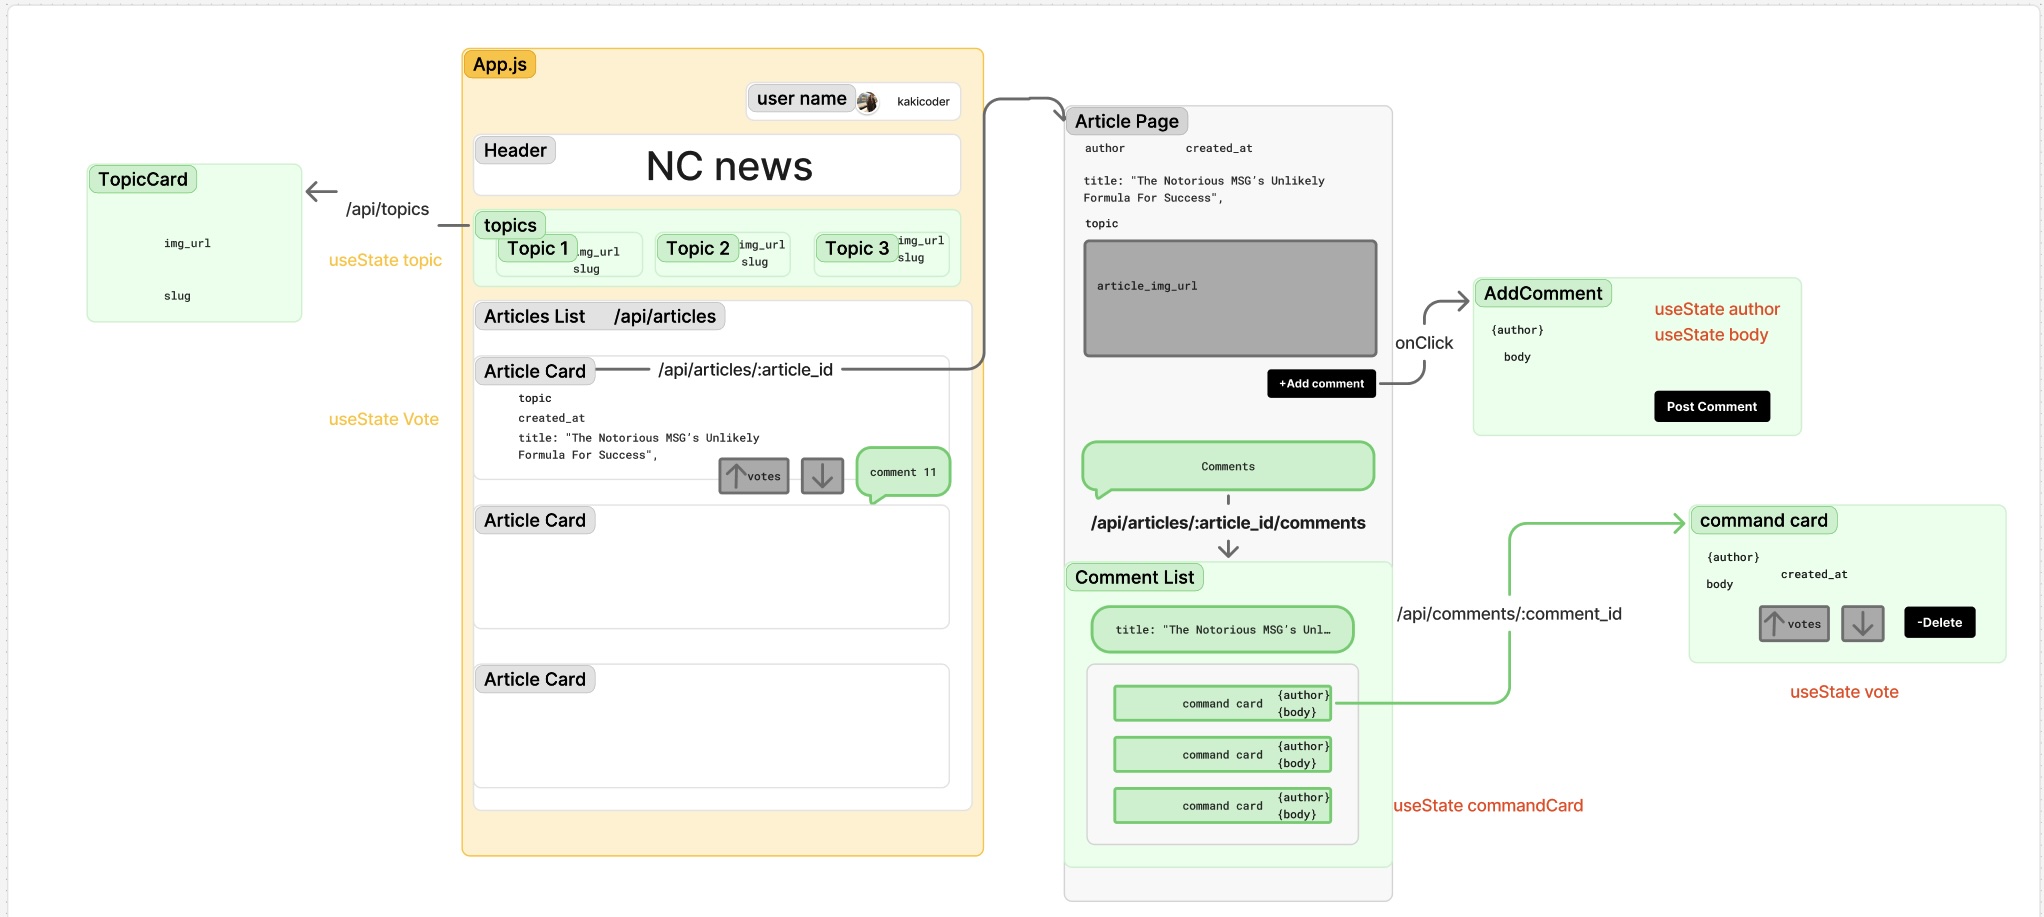 App.js
user name
kakicoder
Header
NC news
TopicCard
img_url
slug
/api/topics
useState topic
topics
Topic 1
img_url
slug
Topic 2
img_url
slug
Topic 3
img_url
slug
Articles List /api/articles
Article Card
/api/articles/:article_id
topic
created_at
title: "The Notorious MSG’s Unlikely
Formula For Success",
votes
comment 11
useState Vote
Article Card
Article Card
Article Page
author
created_at
title: "The Notorious MSG’s Unlikely
Formula For Success",
topic
article_img_url
+Add comment
onClick
AddComment
{author}
body
useState author
useState body
Post Comment
Comments
/api/articles/:article_id/comments
Comment List
title: "The Notorious MSG’s Unl…
command card
{author}
{body}
command card
{author}
{body}
command card
{author}
{body}
/api/comments/:comment_id
useState commandCard
command card
{author}
created_at
body
votes
-Delete
useState vote